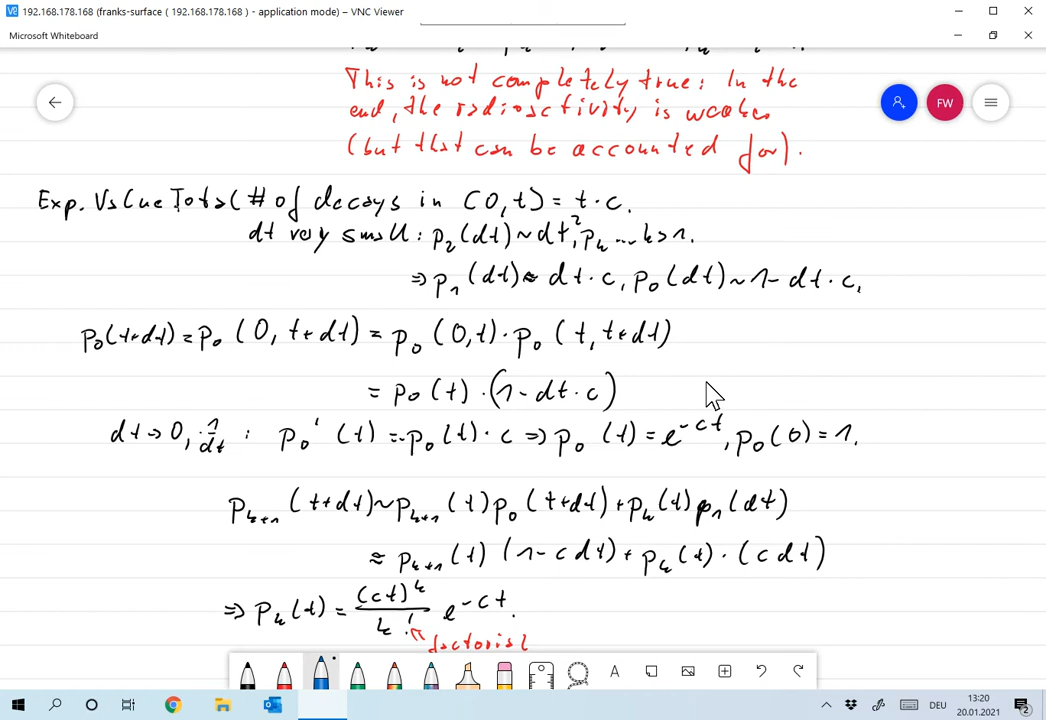 192.168.178.168 (franks-surface ( 192.168.178.168 ) - application mode) – VNC Viewer
Microsoft Whiteboard
This is not completely true: In the
end, the radioactivity is weaker
(but that can be accounted for).
FW
Exp. Value Total (# of decays in (0,t) = t·c.
dt very small: p₂(dt) ~ dt², pₖ ... k>1.
⇒ p₁(dt) ≈ dt·c, p₀(dt) ~ 1-dt·c.
p₀(t+dt) = p₀(0, t+dt) = p₀(0,t)·p₀(t, t+dt)
= p₀(t)·(1-dt·c)
dt→0, ·1/dt : p₀'(t) = -p₀(t)·c ⇒ p₀(t) = e^-ct, p₀(0) = 1.
pₖ₊₁(t+dt) ~ pₖ₊₁(t) p₀(t+dt) + pₖ(t) p₁(dt)
≈ pₖ₊₁(t) (1-c dt) + pₖ(t)·(c dt)
⇒ pₖ(t) = (ct)^k / k! e^-ct.
factorial
A
DEU
13:20
20.01.2021
2